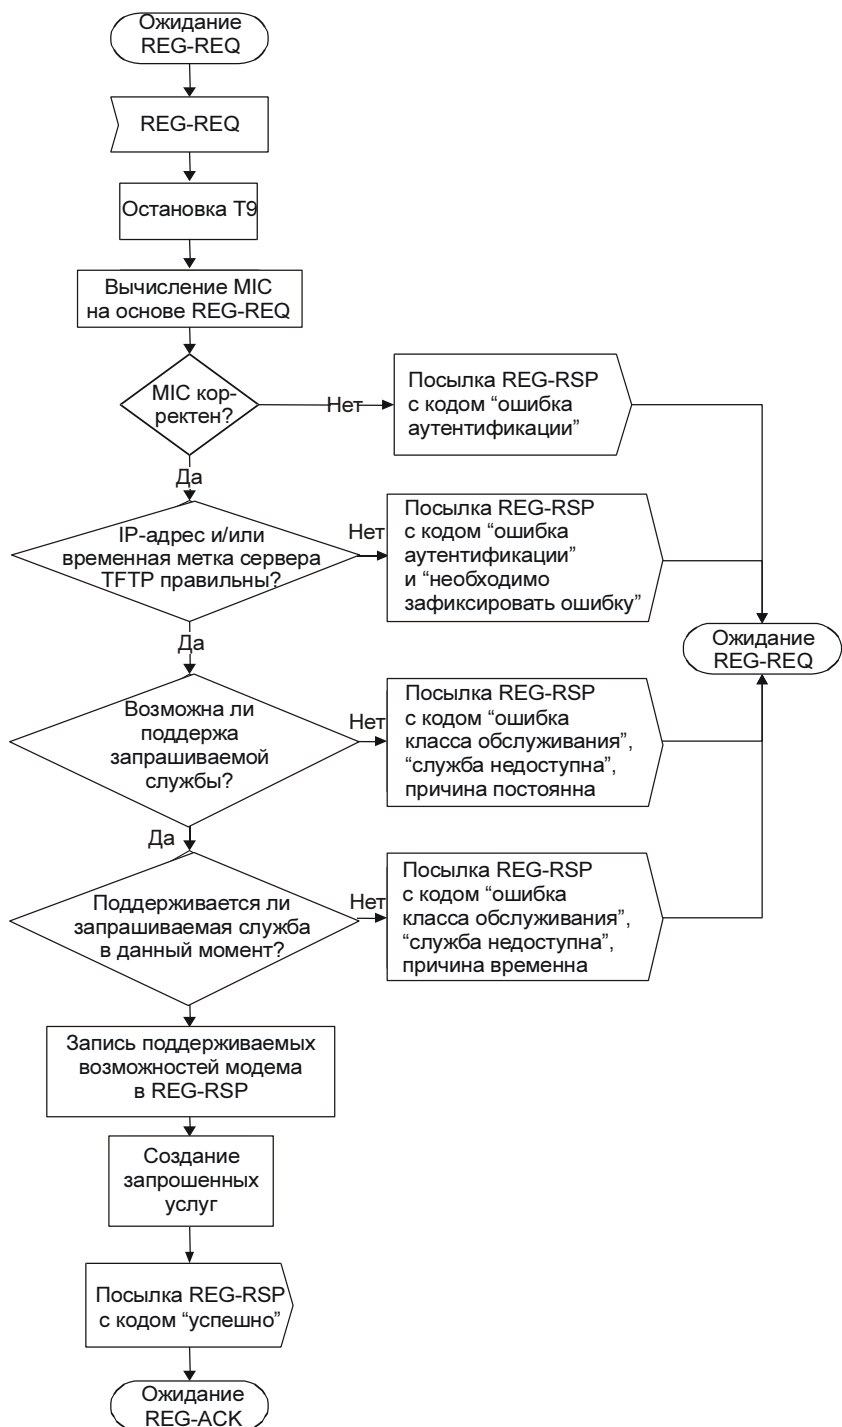 Ожидание
REG-REQ
REG-REQ
Остановка T9
Вычисление MIC
на основе REG-REQ
MIC кор-
ректен?
Нет
Посылка REG-RSP
с кодом “ошибка
аутентификации”
Да
IP-адрес и/или
временная метка сервера
TFTP правильны?
Нет
Посылка REG-RSP
с кодом “ошибка
аутентификации”
и “необходимо
зафиксировать ошибку”
Ожидание
REG-REQ
Да
Возможна ли
поддержа
запрашиваемой
службы?
Нет
Посылка REG-RSP
с кодом “ошибка
класса обслуживания”,
“служба недоступна”,
причина постоянна
Да
Поддерживается ли
запрашиваемая служба
в данный момент?
Нет
Посылка REG-RSP
с кодом “ошибка
класса обслуживания”,
“служба недоступна”,
причина временна
Запись поддерживаемых
возможностей модема
в REG-RSP
Создание
запрошенных
услуг
Посылка REG-RSP
с кодом “успешно”
Ожидание
REG-ACK